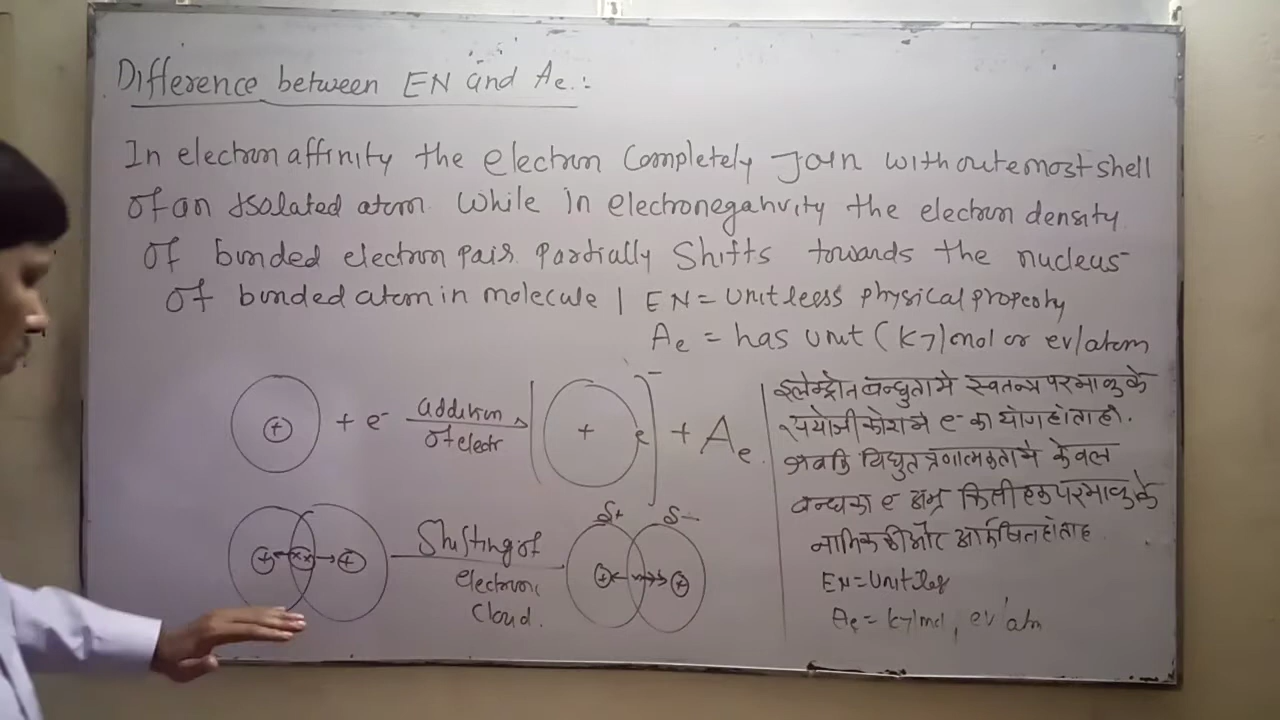 Difference between EN and Ae:
In electron affinity the electron Completely Join with outemost shell
of an Isolated atom. While in electronegativity the electron density
of bonded electron pair partially shifts towards the nucleus
of bonded atom in molecule | EN = Unitless physical property
Ae = has unit (KJ/mol or ev/atom
+ + e- addition of electr + e + Ae
+ xx + Shifting of electron Cloud. δ+ δ- + +
इलेक्ट्रोन बन्धुता मे स्वतन्त्र परमाणु के
संयोजी कोश मे e- का योग होता है.
जबकि विधुत ऋणात्मकता मे केवल
बन्ध का e किसी एक परमाणु के
नाभिक की ओर आकर्षित होता है
EN = Unitles
Ae = KJ/mol, ev/atm